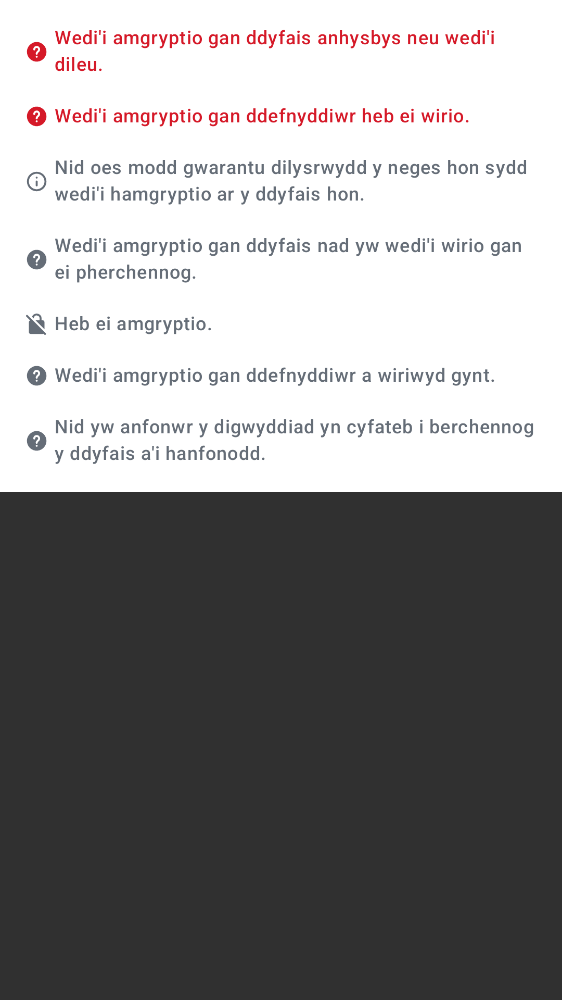 Wedi'i amgryptio gan ddyfais anhysbys neu wedi'i
dileu.
Wedi'i amgryptio gan ddefnyddiwr heb ei wirio.
Nid oes modd gwarantu dilysrwydd y neges hon sydd
wedi'i hamgryptio ar y ddyfais hon.
Wedi'i amgryptio gan ddyfais nad yw wedi'i wirio gan
ei pherchennog.
Heb ei amgryptio.
Wedi'i amgryptio gan ddefnyddiwr a wiriwyd gynt.
Nid yw anfonwr y digwyddiad yn cyfateb i berchennog
y ddyfais a'i hanfonodd.